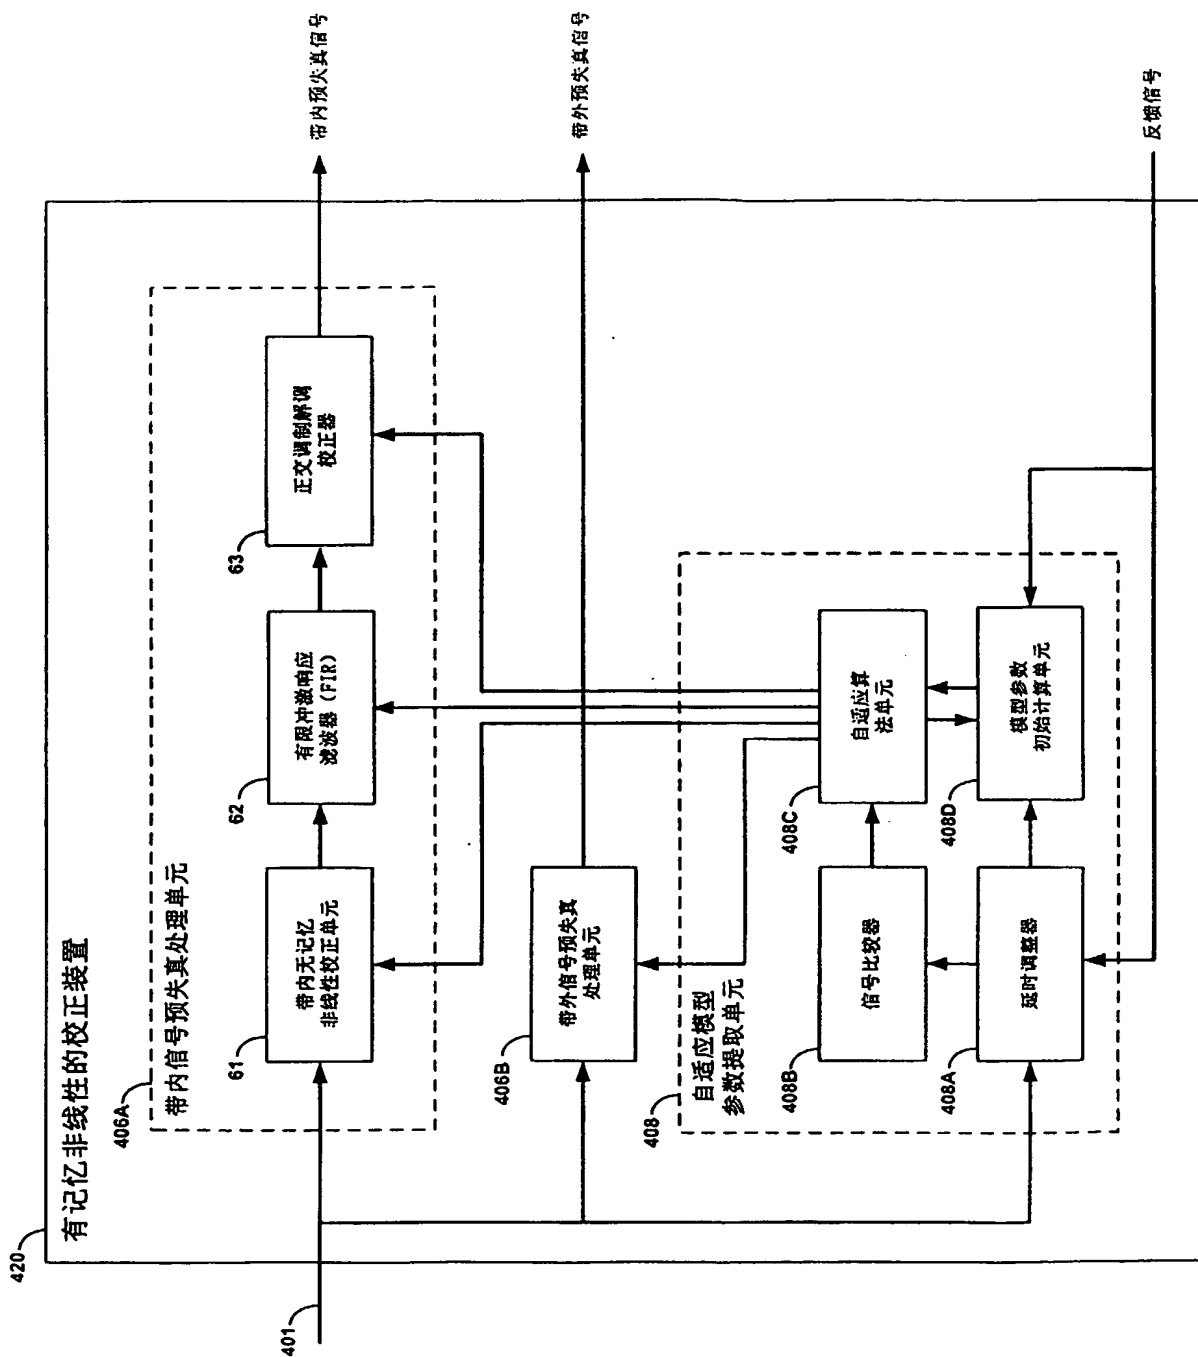 420
有记忆非线性的校正装置
406A
带内信号预失真处理单元
401
61
带内无记忆
非线性校正单元
62
有限冲激响应
滤波器（FIR）
63
正交调制解调
校正器
带内预失真信号
406B
带外信号预失真
处理单元
带外预失真信号
408
自适应模型
参数提取单元
408B
信号比较器
408C
自适应算
法单元
408A
延时调整器
408D
模型参数
初始计算单元
反馈信号